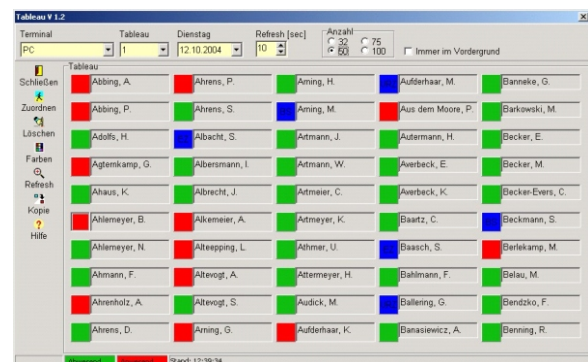 Tableau V 1.2
Terminal Tableau Dienstag Refresh [sec] Anzahl
PC 1 12.10.2004 10 32 75 50 100 Immer im Vordergrund
Schließen
Zuordnen
Löschen
Farben
Refresh
Kopie
Hilfe
Tableau
Abbing, A. Ahrens, P. Arning, H. Aufderhaar, M. Banneke, G.
Abbing, P. Ahrens, S. Arning, M. Aus dem Moore, P. Barkowski, M.
Adolfs, H. Albacht, S. Artmann, J. Autermann, H. Becker, E.
Agternkamp, G. Albersmann, I. Artmann, W. Averbeck, E. Becker, M.
Ahaus, K. Albrecht, J. Artmeier, C. Averbeck, K. Becker-Evers, C.
Ahlemeyer, B. Alkemeier, A. Artmeyer, K. Baartz, C. Beckmann, S.
Ahlemeyer, N. Alteepping, L. Athmer, U. Baasch, S. Berlekamp, M.
Ahmann, F. Altevogt, A. Attermeyer, H. Bahlmann, F. Belau, M.
Ahrenholz, A. Altevogt, S. Audick, M. Ballering, G. Bendzko, F.
Ahrens, D. Arning, G. Aufderhaar, K. Banasiewicz, A. Benning, R.
Stand: 12:39:34